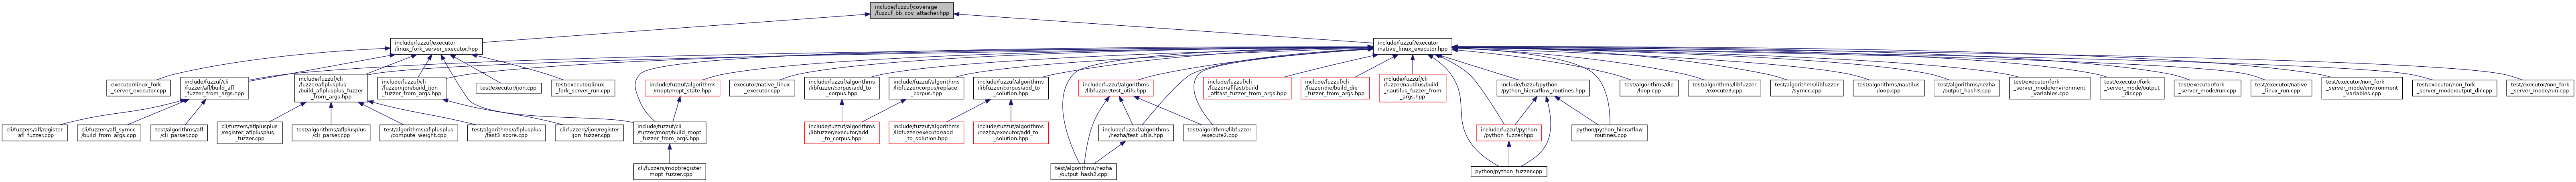 include/fuzzuf/coverage
/fuzzuf_bb_cov_attacher.hpp
include/fuzzuf/executor
/linux_fork_server_executor.hpp
include/fuzzuf/executor
/native_linux_executor.hpp
executor/linux_fork
_server_executor.cpp
include/fuzzuf/cli
/fuzzer/afl/build_afl
_fuzzer_from_args.hpp
include/fuzzuf/cli
/fuzzer/aflplusplus
/build_aflplusplus_fuzzer
_from_args.hpp
include/fuzzuf/cli
/fuzzer/ijon/build_ijon
_fuzzer_from_args.hpp
test/executor/ijon.cpp
test/executor/linux
_fork_server_run.cpp
include/fuzzuf/algorithms
/mopt/mopt_state.hpp
executor/native_linux
_executor.cpp
include/fuzzuf/algorithms
/libfuzzer/corpus/add_to
_corpus.hpp
include/fuzzuf/algorithms
/libfuzzer/corpus/replace
_corpus.hpp
include/fuzzuf/algorithms
/libfuzzer/corpus/add_to
_solution.hpp
include/fuzzuf/algorithms
/libfuzzer/test_utils.hpp
include/fuzzuf/cli
/fuzzer/aflfast/build
_aflfast_fuzzer_from_args.hpp
include/fuzzuf/cli
/fuzzer/die/build_die
_fuzzer_from_args.hpp
include/fuzzuf/cli
/fuzzer/nautilus/build
_nautilus_fuzzer_from
_args.hpp
include/fuzzuf/python
/python_hierarflow_routines.hpp
test/algorithms/die
/loop.cpp
test/algorithms/libfuzzer
/execute3.cpp
test/algorithms/libfuzzer
/symcc.cpp
test/algorithms/nautilus
/loop.cpp
test/algorithms/nezha
/output_hash3.cpp
test/executor/fork
_server_mode/environment
_variables.cpp
test/executor/fork
_server_mode/output
_dir.cpp
test/executor/fork
_server_mode/run.cpp
test/executor/native
_linux_run.cpp
test/executor/non_fork
_server_mode/environment
_variables.cpp
test/executor/non_fork
_server_mode/output_dir.cpp
test/executor/non_fork
_server_mode/run.cpp
cli/fuzzers/afl/register
_afl_fuzzer.cpp
cli/fuzzers/afl_symcc
/build_from_args.cpp
test/algorithms/afl
/cli_parser.cpp
cli/fuzzers/aflplusplus
/register_aflplusplus
_fuzzer.cpp
test/algorithms/aflplusplus
/cli_parser.cpp
test/algorithms/aflplusplus
/compute_weight.cpp
test/algorithms/aflplusplus
/fast3_score.cpp
cli/fuzzers/ijon/register
_ijon_fuzzer.cpp
include/fuzzuf/cli
/fuzzer/mopt/build_mopt
_fuzzer_from_args.hpp
include/fuzzuf/algorithms
/libfuzzer/executor/add
_to_corpus.hpp
include/fuzzuf/algorithms
/libfuzzer/executor/add
_to_solution.hpp
include/fuzzuf/algorithms
/nezha/executor/add_to
_solution.hpp
include/fuzzuf/algorithms
/nezha/test_utils.hpp
test/algorithms/libfuzzer
/execute2.cpp
include/fuzzuf/python
/python_fuzzer.hpp
python/python_hierarflow
_routines.cpp
cli/fuzzers/mopt/register
_mopt_fuzzer.cpp
test/algorithms/nezha
/output_hash2.cpp
python/python_fuzzer.cpp